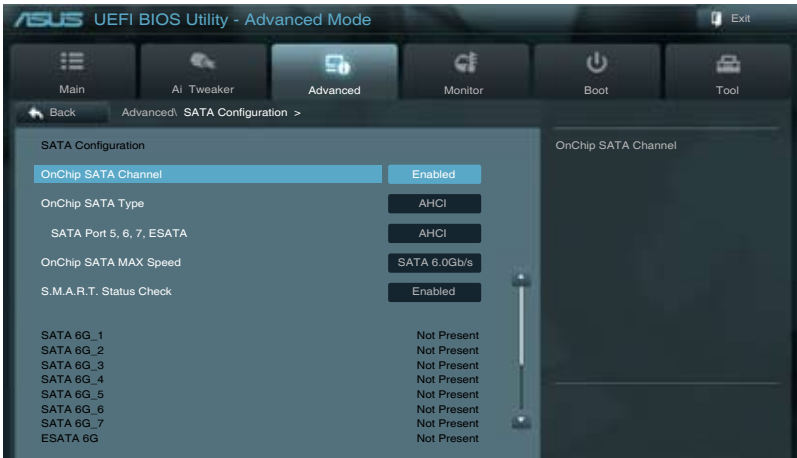 ASUS UEFI BIOS Utility - Advanced Mode
Exit
Main
Ai Tweaker
Advanced
Monitor
Boot
Tool
Back
Advanced\ SATA Configuration >
SATA Configuration
OnChip SATA Channel
OnChip SATA Channel Enabled
OnChip SATA Type AHCI
SATA Port 5, 6, 7, ESATA AHCI
OnChip SATA MAX Speed SATA 6.0Gb/s
S.M.A.R.T. Status Check Enabled
SATA 6G_1 Not Present
SATA 6G_2 Not Present
SATA 6G_3 Not Present
SATA 6G_4 Not Present
SATA 6G_5 Not Present
SATA 6G_6 Not Present
SATA 6G_7 Not Present
ESATA 6G Not Present